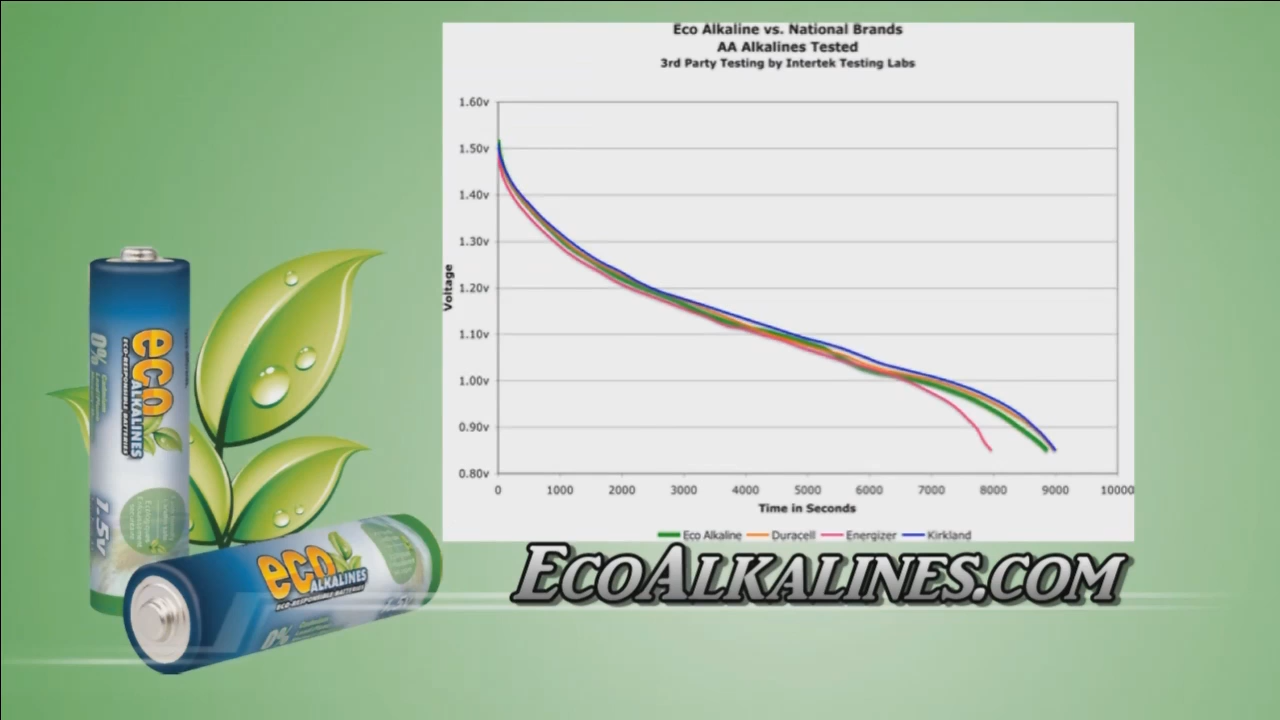 Eco Alkaline vs. National Brands
AA Alkalines Tested
3rd Party Testing by Intertek Testing Labs
1.60v
1.50v
1.40v
1.30v
1.20v
1.10v
1.00v
0.90v
0.80v
Voltage
0 1000 2000 3000 4000 5000 6000 7000 8000 9000 10000
Time in Seconds
Eco Alkaline Duracell Energizer Kirkland
ECOALKALINES.COM
eco
ALKALINES
ECO-RESPONSIBLE BATTERIES
0%
1.5v
eco
ALKALINES
ECO-RESPONSIBLE BATTERIES
0%